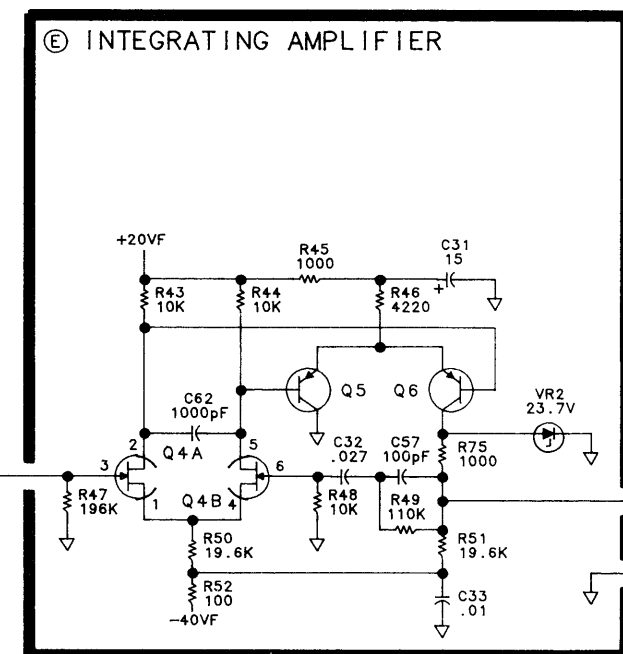 Ⓔ INTEGRATING AMPLIFIER
+20VF
R45
1000
C31
15
+
R43
10K
R44
10K
R46
4220
Q5
Q6
VR2
23.7V
C62
1000pF
2
Q4A
5
C32
.027
C57
100pF
R75
1000
3
6
R47
196K
1
Q4B
4
R48
10K
R49
110K
R50
19.6K
R51
19.6K
R52
100
-40VF
C33
.01